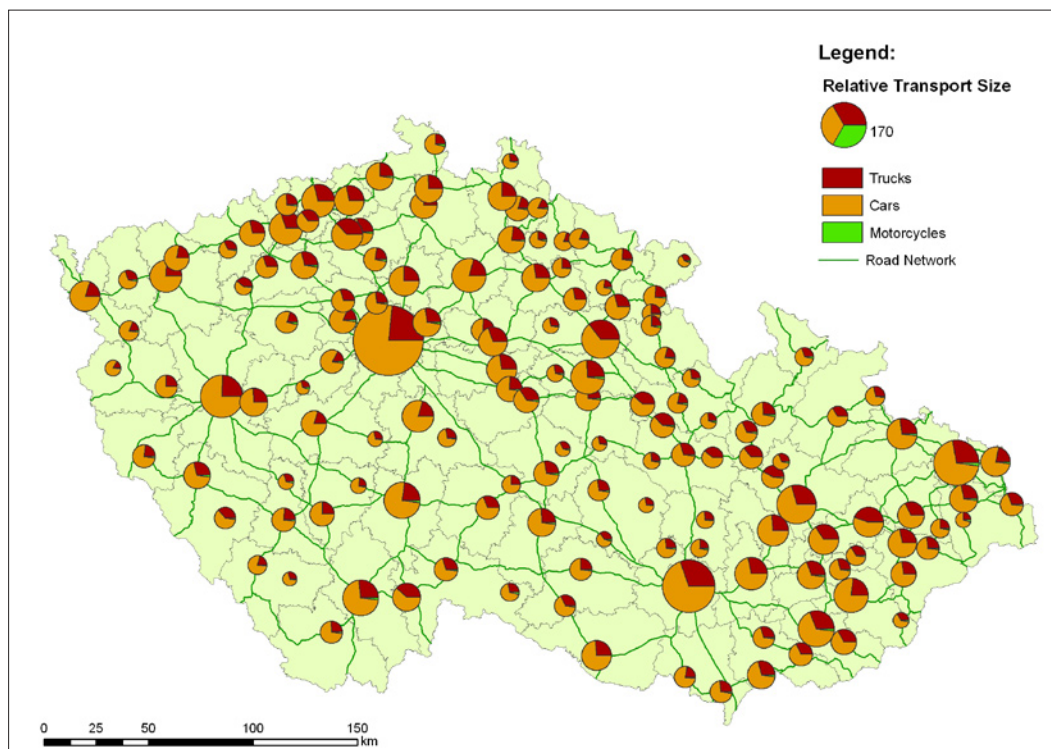 Legend:
Relative Transport Size
170
Trucks
Cars
Motorcycles
Road Network
0 25 50 100 150
km